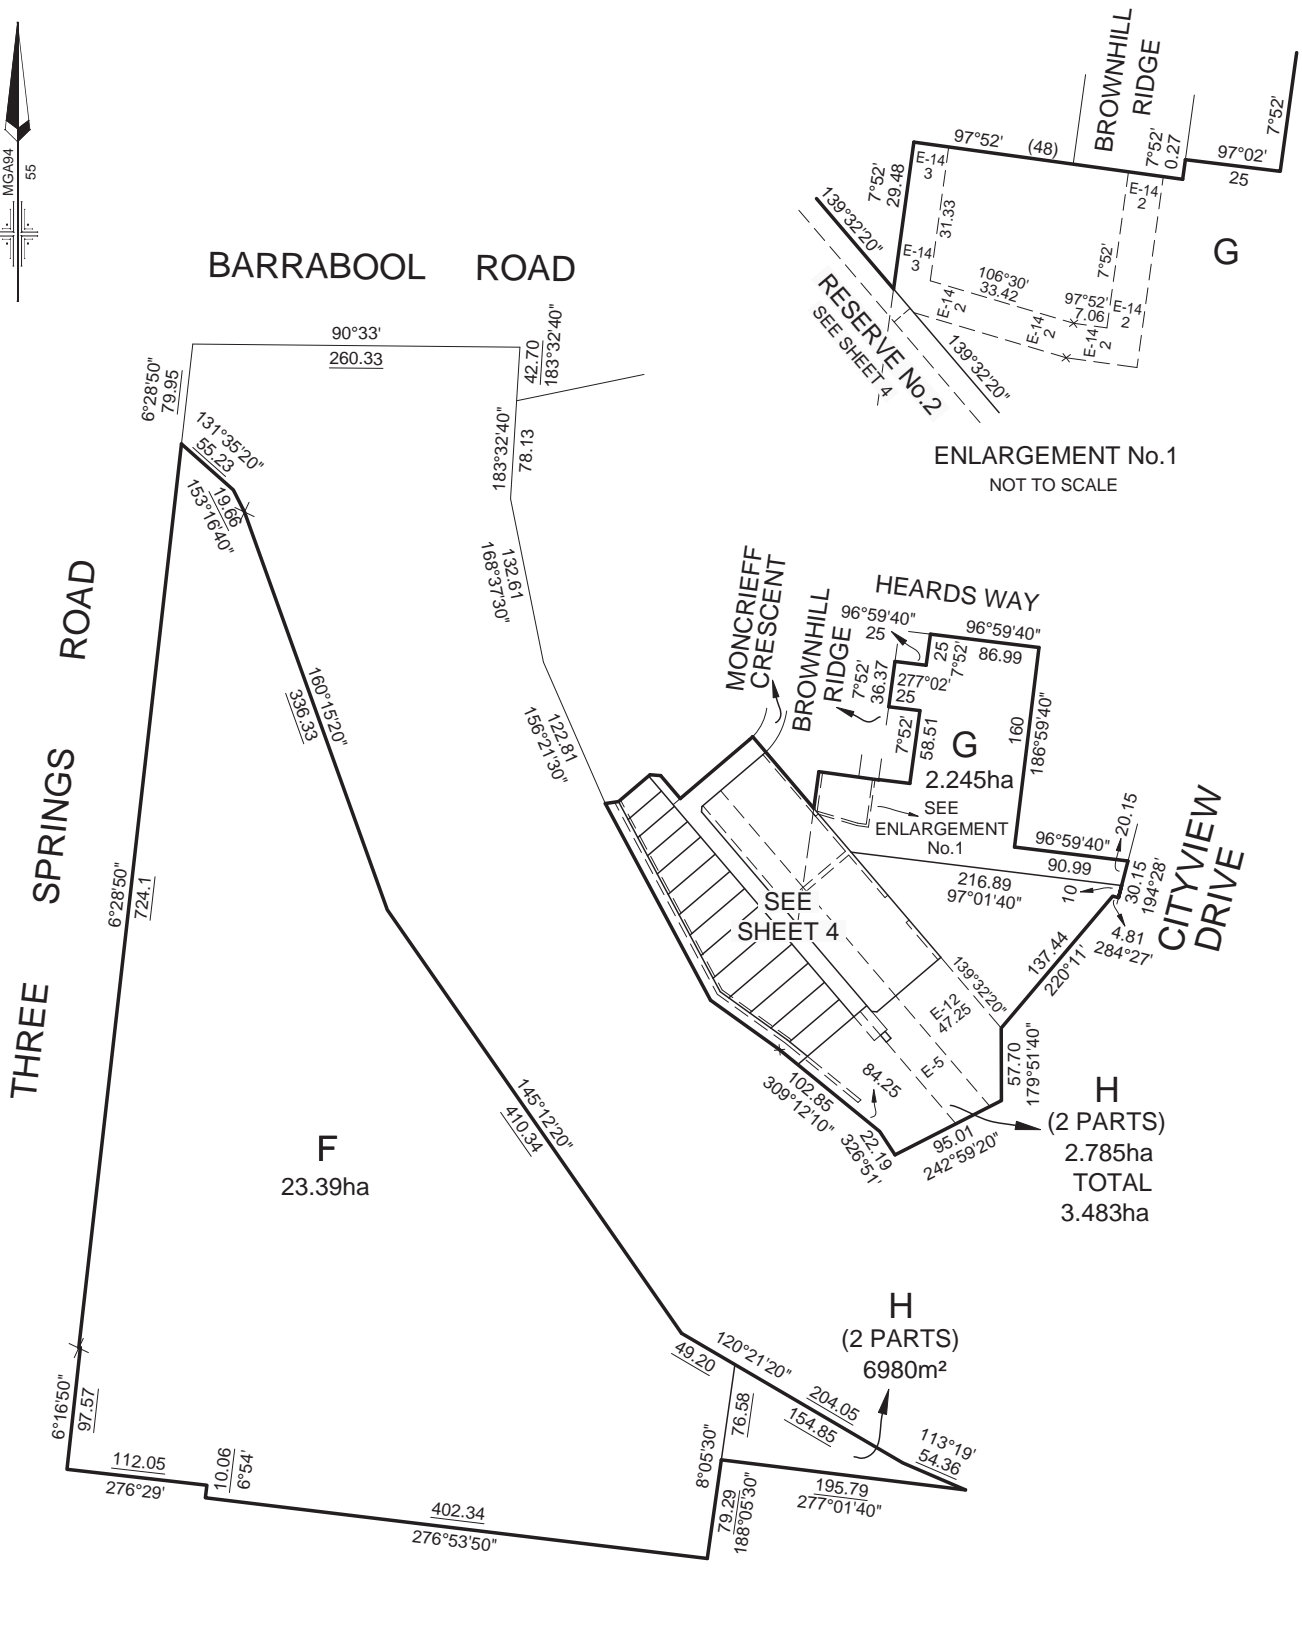 MGA94
55
BARRABOOL ROAD
90°33'
260.33
6°28'50"
79.95
42.70
183°32'40"
131°35'20"
55.23
19.66
153°16'40"
183°32'40"
78.13
132.61
168°37'30"
122.81
156°21'30"
THREE SPRINGS ROAD
6°28'50"
724.1
160°15'20"
336.33
145°12'20"
410.34
F
23.39ha
6°16'50"
97.57
112.05
276°29'
10.06
6°54'
402.34
276°53'50"
8°05'30"
76.58
79.29
188°05'30"
49.20
120°21'20"
204.05
154.85
113°19'
54.36
195.79
277°01'40"
H
(2 PARTS)
6980m²
BROWNHILL
RIDGE
97°52'
(48)
7°52'
0.27
97°02'
25
7°52'
7°52'
29.48
E-14
3
E-14
2
31.33
139°32'20"
E-14
3
7°52'
G
106°30'
33.42
97°52'
7.06
E-14
2
E-14
2
E-14
2
E-14
2
RESERVE No.2
SEE SHEET 4
139°32'20"
ENLARGEMENT No.1
NOT TO SCALE
MONCRIEFF
CRESCENT
BROWNHILL
RIDGE
HEARDS WAY
96°59'40"
25
96°59'40"
86.99
25
7°52'
7°52'
36.37
277°02'
25
7°52'
58.51
G
2.245ha
160
186°59'40"
SEE
ENLARGEMENT
No.1
96°59'40"
90.99
20.15
CITYVIEW
DRIVE
216.89
97°01'40"
10
30.15
194°28'
4.81
284°27'
137.44
220°11'
SEE
SHEET 4
139°32'20"
E-12
47.25
E-5
57.70
179°51'40"
84.25
102.85
309°12'10"
22.19
326°51'
95.01
242°59'20"
H
(2 PARTS)
2.785ha
TOTAL
3.483ha